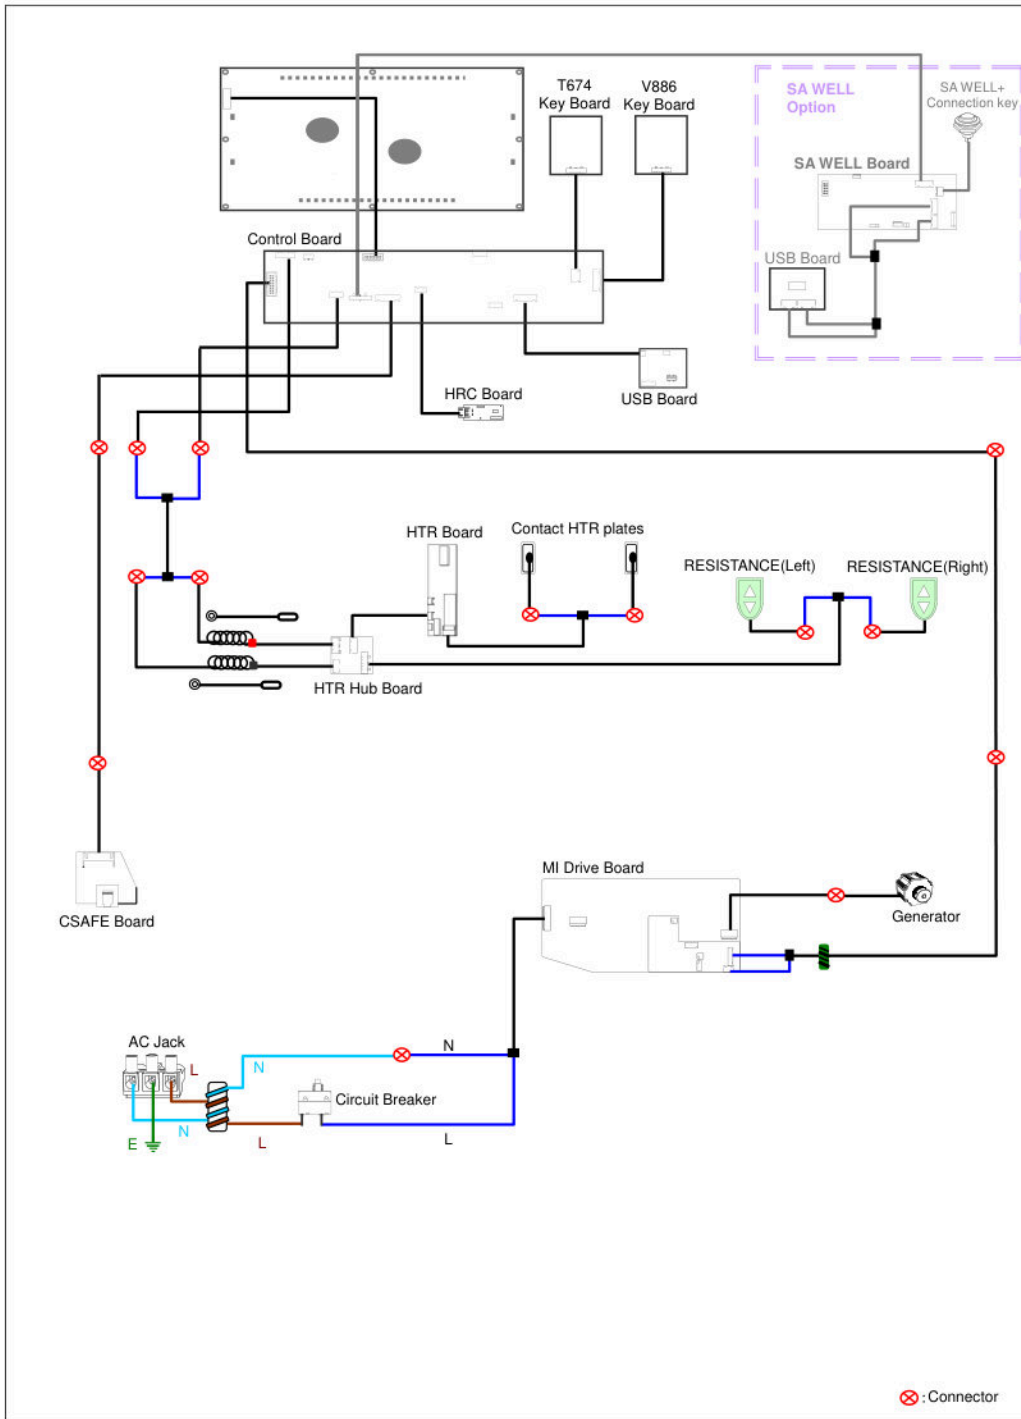 T674
Key Board
V886
Key Board
SA WELL
Option
SA WELL+
Connection key
SA WELL Board
Control Board
USB Board
HRC Board
USB Board
HTR Board
Contact HTR plates
RESISTANCE(Left)
RESISTANCE(Right)
HTR Hub Board
MI Drive Board
Generator
CSAFE Board
AC Jack
L
N
N
Circuit Breaker
N
E
L
L
: Connector